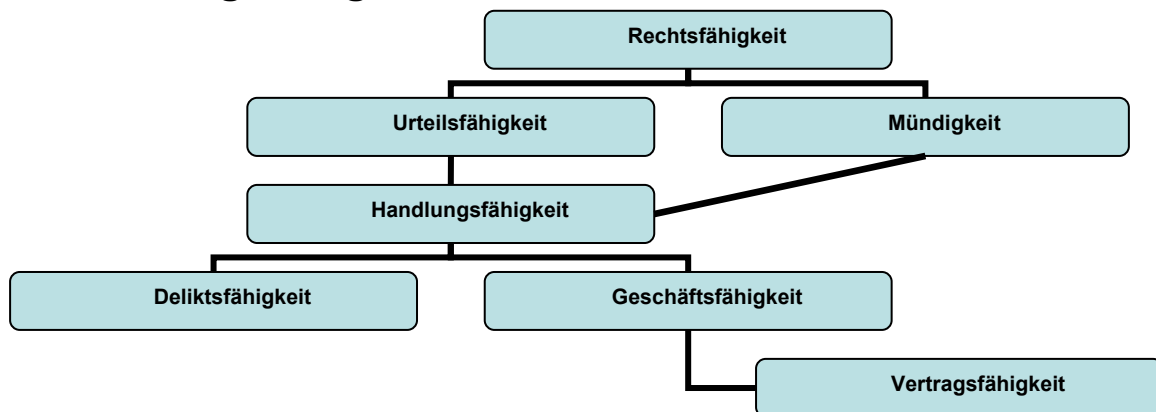 Rechtsfähigkeit
Urteilsfähigkeit
Mündigkeit
Handlungsfähigkeit
Deliktsfähigkeit
Geschäftsfähigkeit
Vertragsfähigkeit